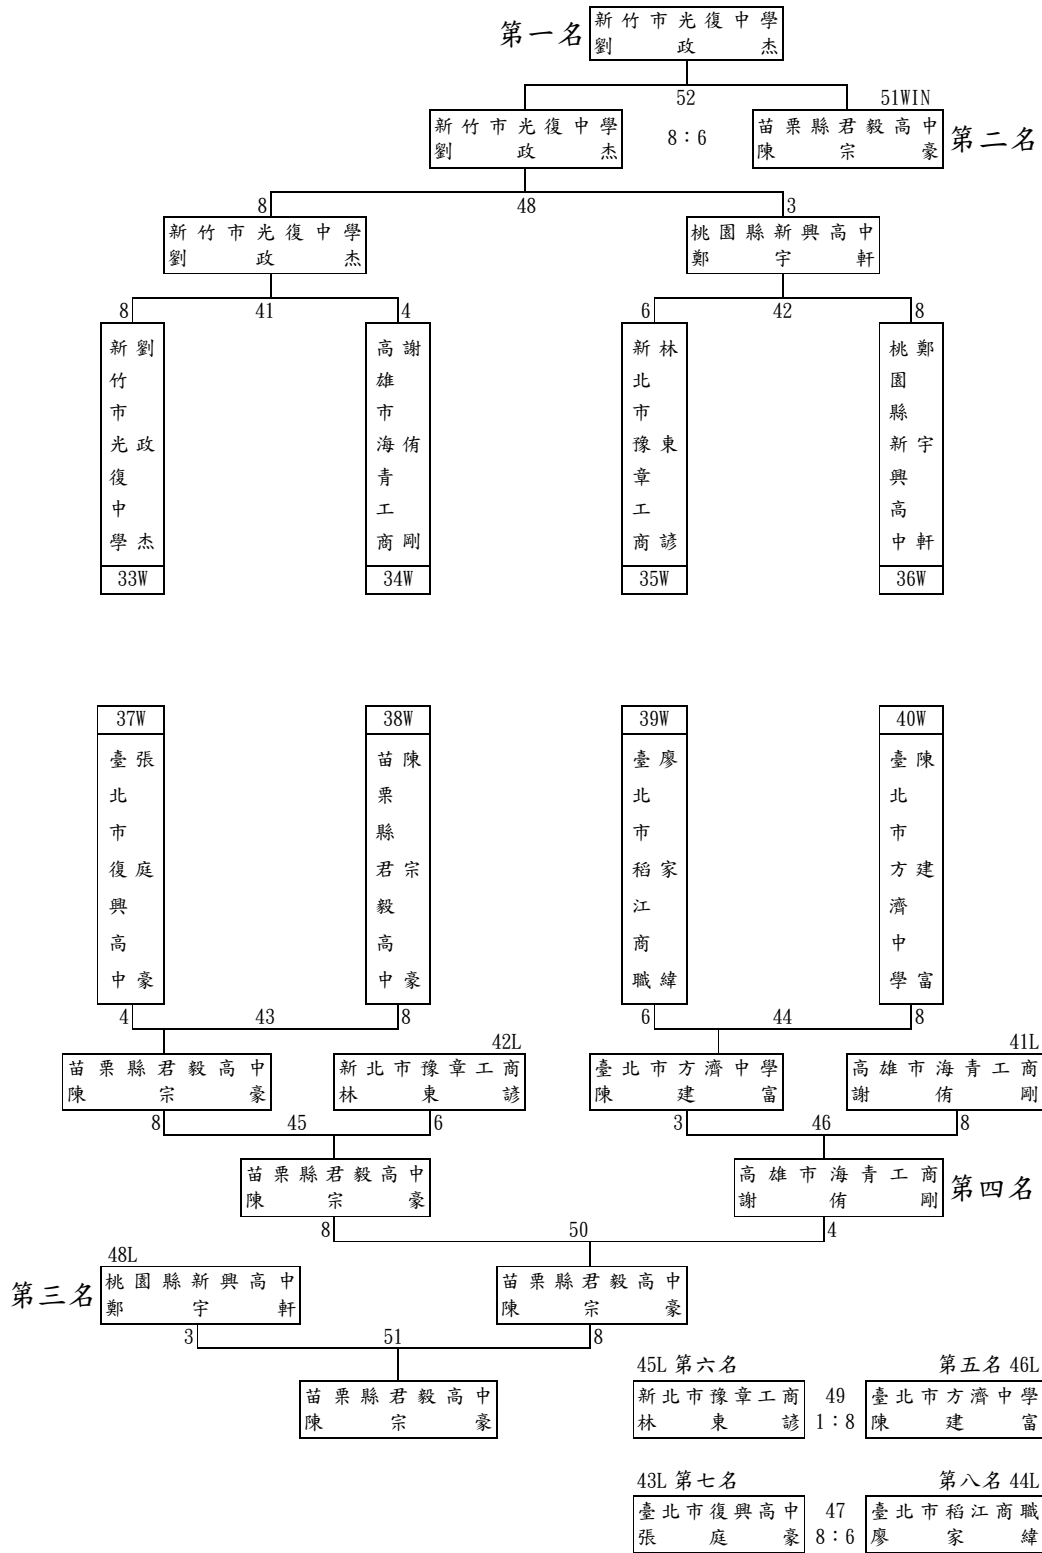 第一名
新竹市光復中學
劉政杰
52
51WIN
新竹市光復中學
劉政杰
8:6
苗栗縣君毅高中
陳宗豪
第二名
8
48
3
新竹市光復中學
劉政杰
桃園縣新興高中
鄭宇軒
8
41
4
6
42
8
新竹市光復中學
劉政杰
高雄市海青工商
謝侑剛
新北市豫章工商
林東諺
桃園縣新興高中
鄭宇軒
33W
34W
35W
36W
37W
38W
39W
40W
臺北市復興高中
張庭豪
苗栗縣君毅高中
陳宗豪
臺北市稻江商職
廖家緯
臺北市方濟中學
陳建富
4
43
8
6
44
8
42L
41L
苗栗縣君毅高中
陳宗豪
新北市豫章工商
林東諺
臺北市方濟中學
陳建富
高雄市海青工商
謝侑剛
8
45
6
3
46
8
苗栗縣君毅高中
陳宗豪
高雄市海青工商
謝侑剛
第四名
8
50
4
48L
第三名
桃園縣新興高中
鄭宇軒
苗栗縣君毅高中
陳宗豪
3
51
8
苗栗縣君毅高中
陳宗豪
45L 第六名
第五名 46L
新北市豫章工商
林東諺
49
1:8
臺北市方濟中學
陳建富
43L 第七名
第八名 44L
臺北市復興高中
張庭豪
47
8:6
臺北市稻江商職
廖家緯